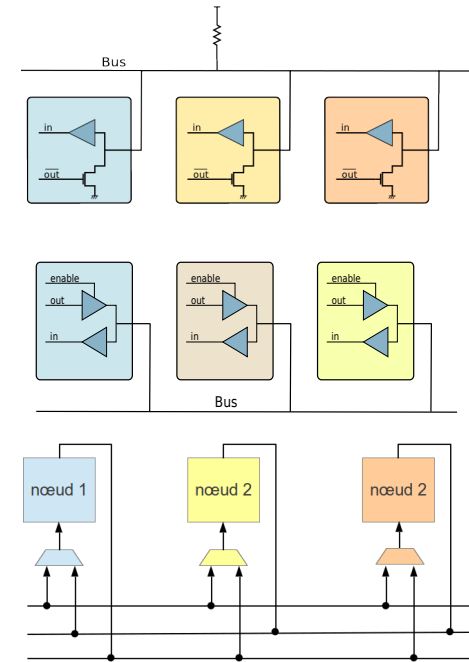 Bus
in in in
out out out
enable enable enable
out out out
in in in
Bus
nœud 1 nœud 2 nœud 2